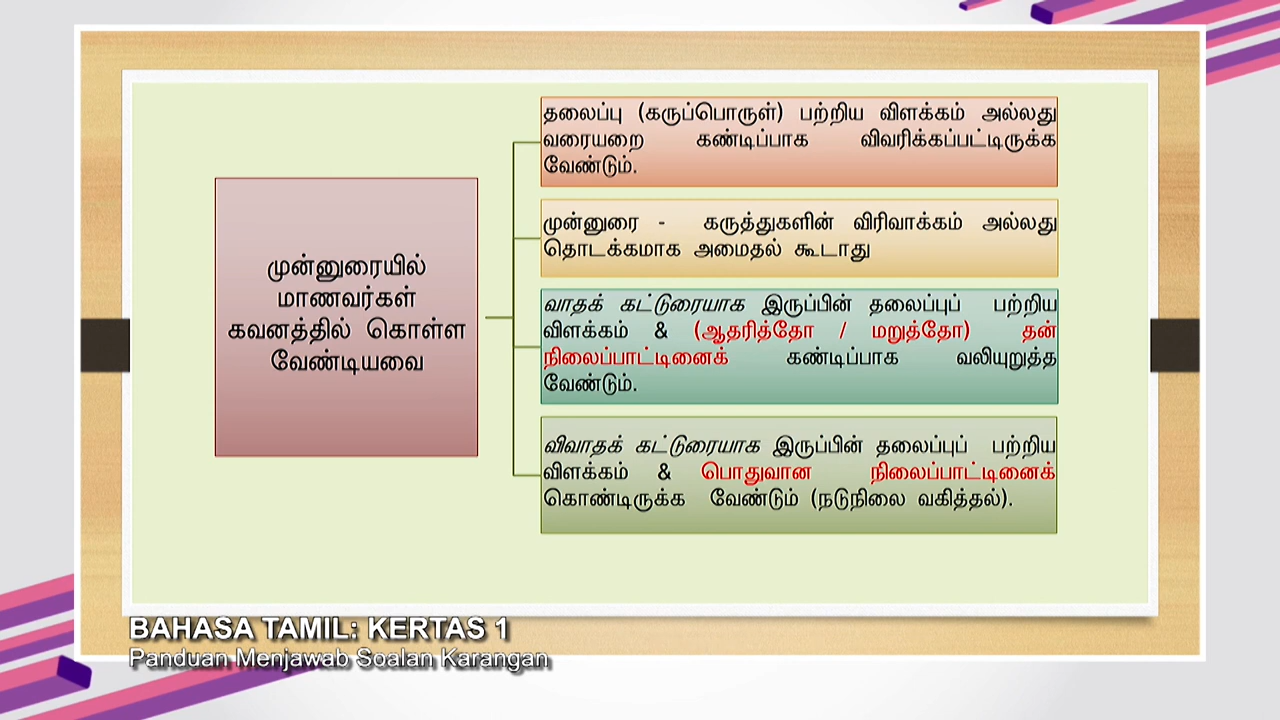 முன்னுரையில்
மாணவர்கள்
கவனத்தில் கொள்ள
வேண்டியவை
தலைப்பு (கருப்பொருள்) பற்றிய விளக்கம் அல்லது
வரையறை கண்டிப்பாக விவரிக்கப்பட்டிருக்க
வேண்டும்.
முன்னுரை - கருத்துகளின் விரிவாக்கம் அல்லது
தொடக்கமாக அமைதல் கூடாது
வாதக் கட்டுரையாக இருப்பின் தலைப்புப் பற்றிய
விளக்கம் & (ஆதரித்தோ / மறுத்தோ) தன்
நிலைப்பாட்டினைக் கண்டிப்பாக வலியுறுத்த
வேண்டும்.
விவாதக் கட்டுரையாக இருப்பின் தலைப்புப் பற்றிய
விளக்கம் & பொதுவான நிலைப்பாட்டினைக்
கொண்டிருக்க வேண்டும் (நடுநிலை வகித்தல்).
BAHASA TAMIL: KERTAS 1
Panduan Menjawab Soalan Karangan